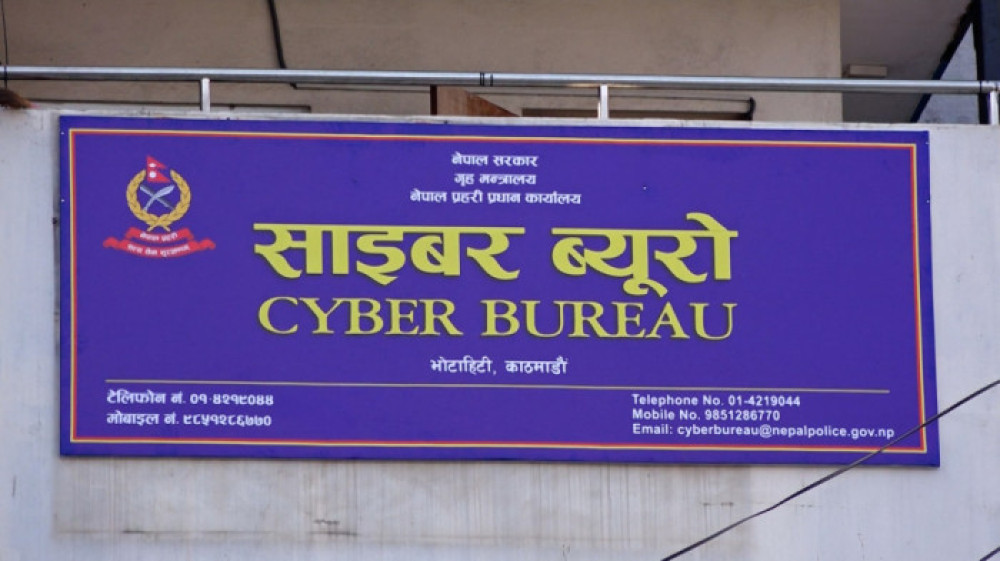 नेपाल सरकार
गृह मन्त्रालय
नेपाल प्रहरी प्रधान कार्यालय
साइबर ब्यूरो
CYBER BUREAU
भोटाहिटी, काठमाडौं
टेलिफोन नं. ०१-४२१९०४४
मोबाइल नं. ९८५१२८६७७०
Telephone No. 01-4219044
Mobile No. 9851286770
Email: cyberbureau@nepalpolice.gov.np
नेपाल प्रहरी